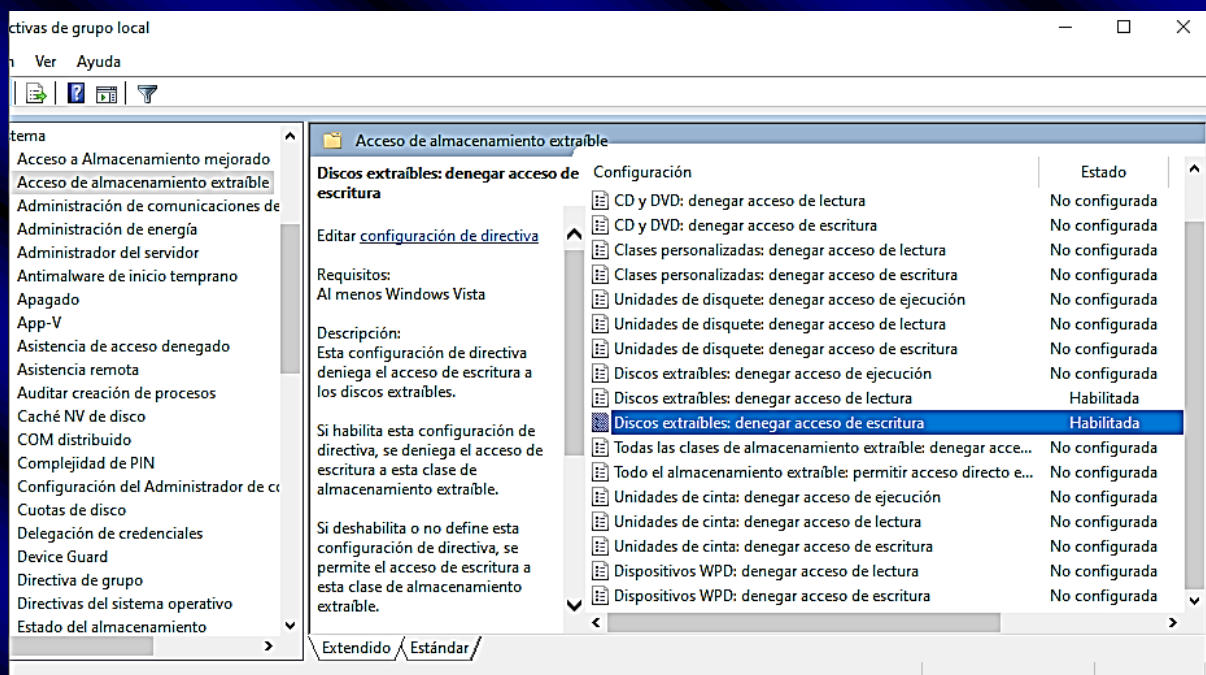 ctivas de grupo local
Ver Ayuda
stema
Acceso a Almacenamiento mejorado
Acceso de almacenamiento extraíble
Administración de comunicaciones de
Administración de energía
Administrador del servidor
Antimalware de inicio temprano
Apagado
App-V
Asistencia de acceso denegado
Asistencia remota
Auditar creación de procesos
Caché NV de disco
COM distribuido
Complejidad de PIN
Configuración del Administrador de co
Cuotas de disco
Delegación de credenciales
Device Guard
Directiva de grupo
Directivas del sistema operativo
Estado del almacenamiento
Acceso de almacenamiento extraíble
Discos extraíbles: denegar acceso de
escritura
Editar configuración de directiva
Requisitos:
Al menos Windows Vista
Descripción:
Esta configuración de directiva
deniega el acceso de escritura a
los discos extraíbles.
Si habilita esta configuración de
directiva, se deniega el acceso de
escritura a esta clase de
almacenamiento extraíble.
Si deshabilita o no define esta
configuración de directiva, se
permite el acceso de escritura a
esta clase de almacenamiento
extraíble.
Configuración Estado
CD y DVD: denegar acceso de lectura No configurada
CD y DVD: denegar acceso de escritura No configurada
Clases personalizadas: denegar acceso de lectura No configurada
Clases personalizadas: denegar acceso de escritura No configurada
Unidades de disquete: denegar acceso de ejecución No configurada
Unidades de disquete: denegar acceso de lectura No configurada
Unidades de disquete: denegar acceso de escritura No configurada
Discos extraíbles: denegar acceso de ejecución No configurada
Discos extraíbles: denegar acceso de lectura Habilitada
Discos extraíbles: denegar acceso de escritura Habilitada
Todas las clases de almacenamiento extraíble: denegar acce... No configurada
Todo el almacenamiento extraíble: permitir acceso directo e... No configurada
Unidades de cinta: denegar acceso de ejecución No configurada
Unidades de cinta: denegar acceso de lectura No configurada
Unidades de cinta: denegar acceso de escritura No configurada
Dispositivos WPD: denegar acceso de lectura No configurada
Dispositivos WPD: denegar acceso de escritura No configurada
Extendido Estándar